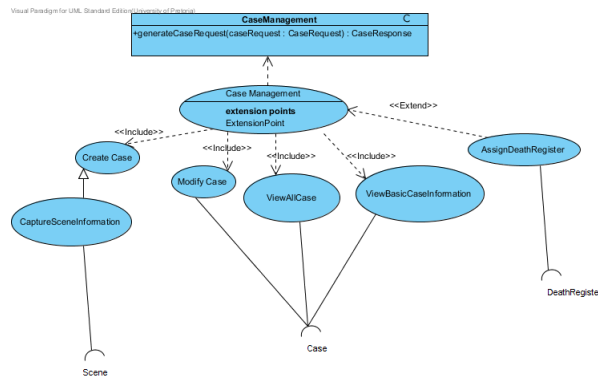 Visual Paradigm for UML Standard Edition(University of Pretoria)
CaseManagement
C
+generateCaseRequest(caseRequest : CaseRequest) : CaseResponse
Case Management
extension points
ExtensionPoint
<<Extend>>
<<Include>>
<<Include>>
<<Include>>
<<Include>>
Create Case
Modify Case
ViewAllCase
ViewBasicCaseInformation
AssignDeathRegister
CaptureSceneInformation
DeathRegiste
Case
Scene